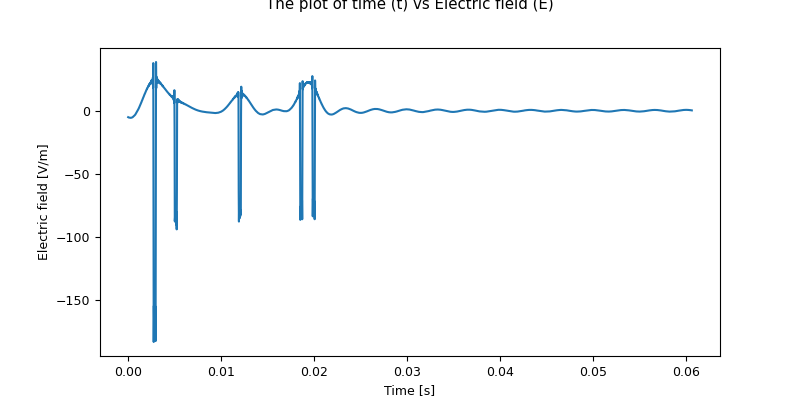 The plot of time (t) vs Electric field (E)
0
−50
−100
−150
Electric field [V/m]
0.00 0.01 0.02 0.03 0.04 0.05 0.06
Time [s]